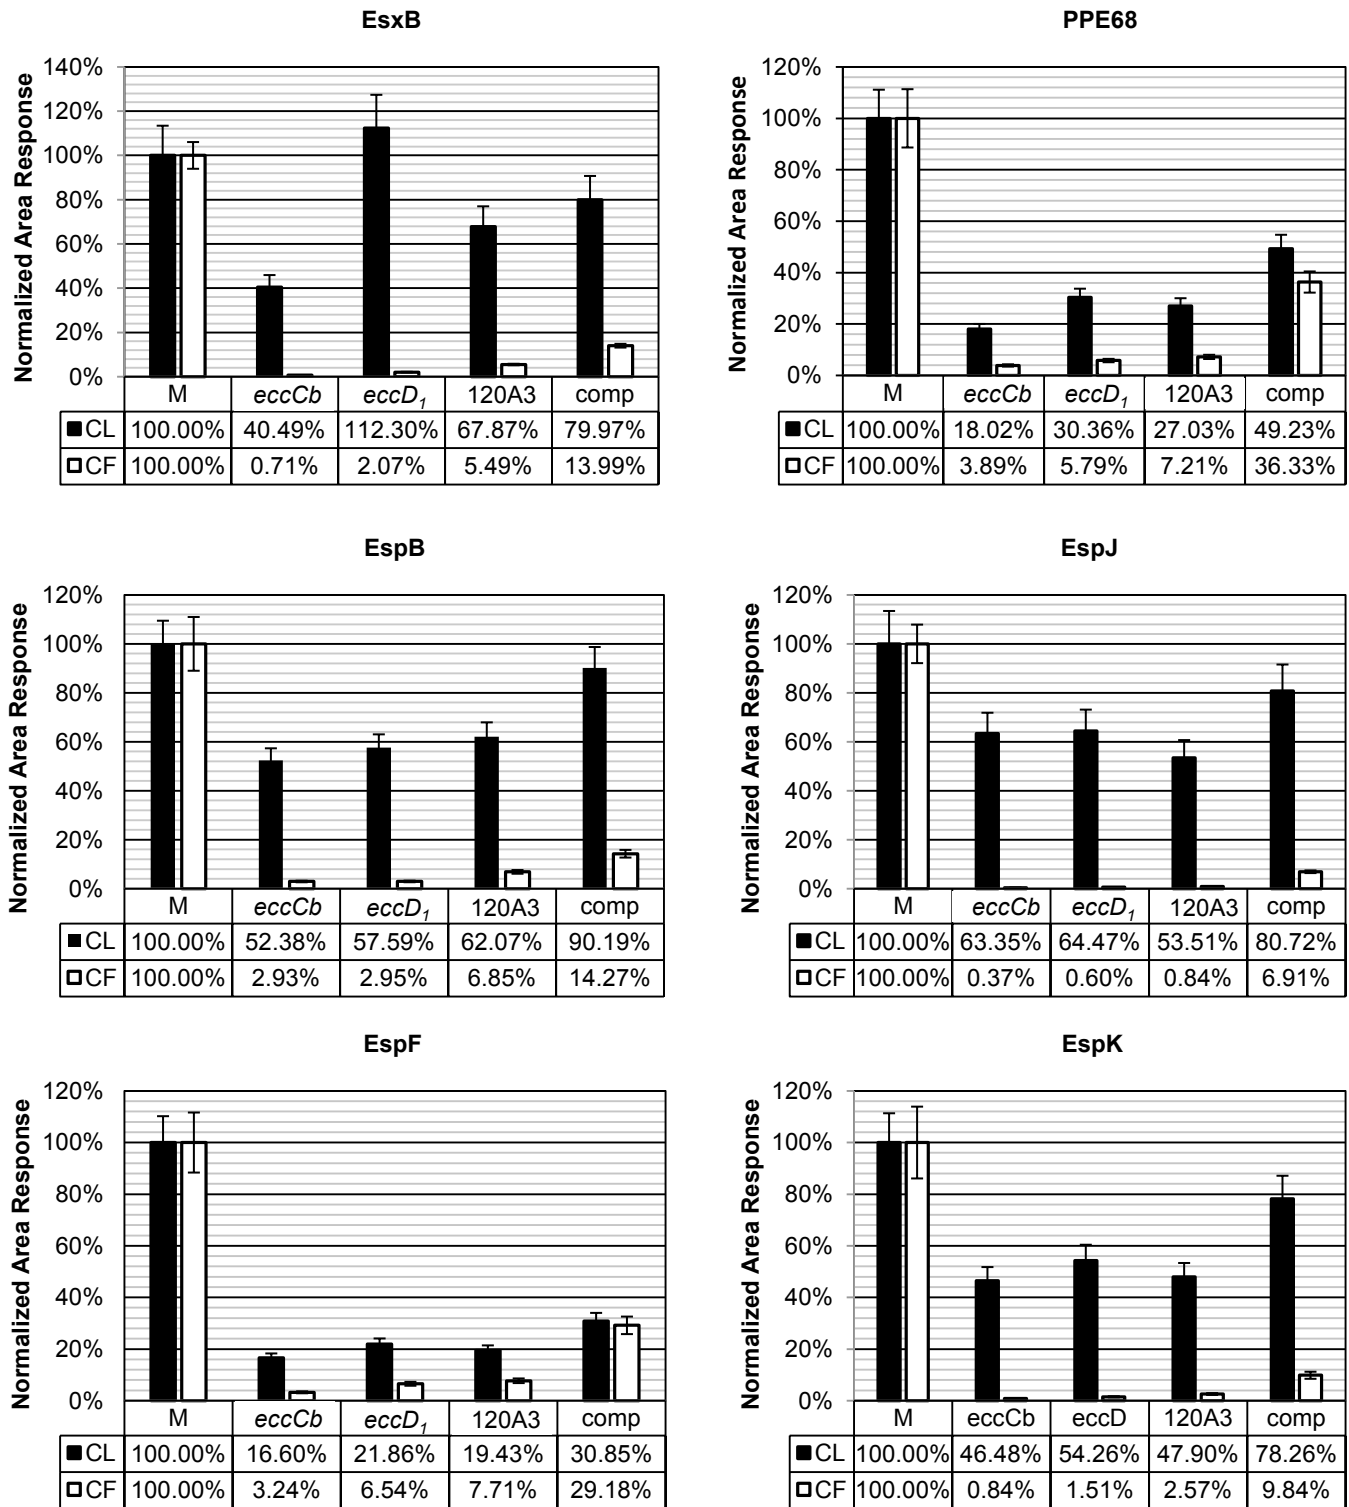 EsxB
Normalized Area Response
140%
120%
100%
80%
60%
40%
20%
0%
M eccCb eccD1 120A3 comp
CL 100.00% 40.49% 112.30% 67.87% 79.97%
CF 100.00% 0.71% 2.07% 5.49% 13.99%
PPE68
Normalized Area Response
120%
100%
80%
60%
40%
20%
0%
M eccCb eccD1 120A3 comp
CL 100.00% 18.02% 30.36% 27.03% 49.23%
CF 100.00% 3.89% 5.79% 7.21% 36.33%
EspB
Normalized Area Response
120%
100%
80%
60%
40%
20%
0%
M eccCb eccD1 120A3 comp
CL 100.00% 52.38% 57.59% 62.07% 90.19%
CF 100.00% 2.93% 2.95% 6.85% 14.27%
EspJ
Normalized Area Response
120%
100%
80%
60%
40%
20%
0%
M eccCb eccD1 120A3 comp
CL 100.00% 63.35% 64.47% 53.51% 80.72%
CF 100.00% 0.37% 0.60% 0.84% 6.91%
EspF
Normalized Area Response
120%
100%
80%
60%
40%
20%
0%
M eccCb eccD1 120A3 comp
CL 100.00% 16.60% 21.86% 19.43% 30.85%
CF 100.00% 3.24% 6.54% 7.71% 29.18%
EspK
Normalized Area Response
120%
100%
80%
60%
40%
20%
0%
M eccCb eccD 120A3 comp
CL 100.00% 46.48% 54.26% 47.90% 78.26%
CF 100.00% 0.84% 1.51% 2.57% 9.84%